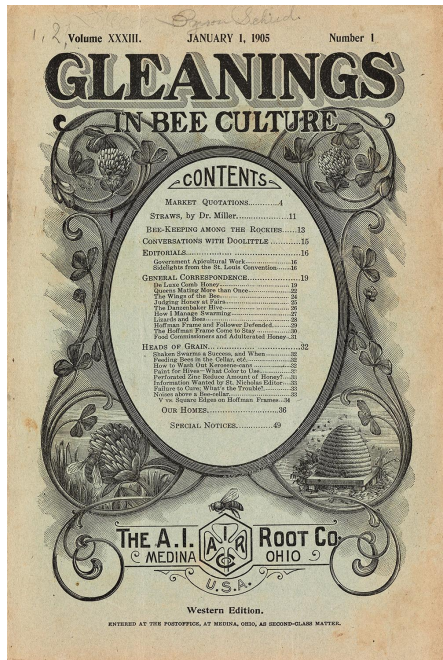 1, 2,
Volume XXXIII. JANUARY 1, 1905 Number 1
GLEANINGS
IN BEE CULTURE
CONTENTS
MARKET QUOTATIONS..........4
STRAWS, by Dr. Miller..................11
BEE-KEEPING AMONG THE ROCKIES......13
CONVERSATIONS WITH DOOLITTLE........15
EDITORIALS..................................16
Government Apicultural Work................16
Sidelights from the St. Louis Convention......16
GENERAL CORRESPONDENCE..................19
De Luxe Comb Honey..........................19
Queens Mating More than Once................22
The Wings of the Bee..........................24
Judging Honey at Fairs........................25
The Danzenbaker Hive..........................26
How I Manage Swarming........................27
Lizards and Bees..............................28
Hoffman Frame and Follower Defended........29
The Hoffman Frame Come to Stay..............30
Food Commissioners and Adulterated Honey..31
HEADS OF GRAIN..............................32
Shaken Swarms a Success, and When..........32
Feeding Bees in the Cellar, etc................32
How to Wash Out Kerosene-cans..............32
Paint for Hives—What Color to Use............
Perforated Zinc Reduce Amount of Honey?....
Information Wanted by St. Nicholas Editor....
Failure to Cure; What's the Trouble?..........
Noises above a Bee-cellar......................
V vs. Square Edges on Hoffman Frames....34
OUR HOMES..........................36
SPECIAL NOTICES....................49
THE A. I. ROOT CO.
MEDINA OHIO
AIR
Co
U.S.A.
Western Edition.
ENTERED AT THE POSTOFFICE, AT MEDINA, OHIO, AS SECOND-CLASS MATTER.